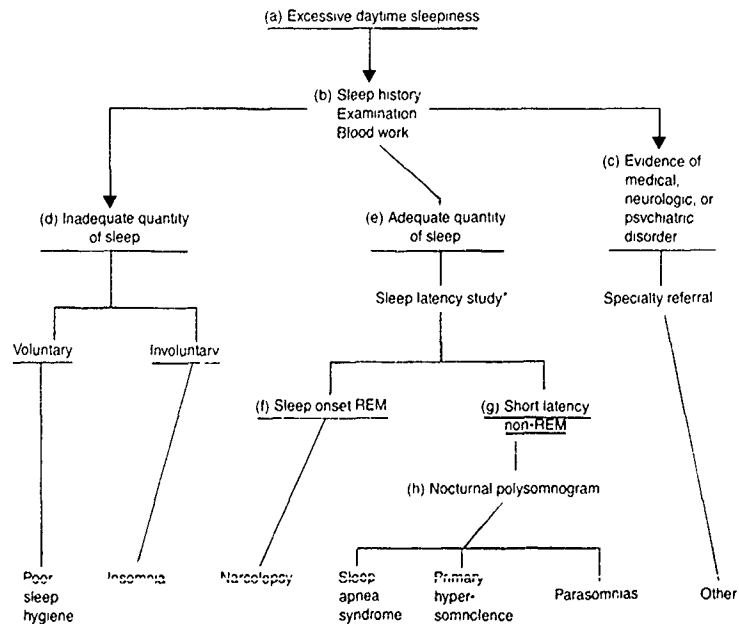 (a) Excessive daytime sleepiness
(b) Sleep history
Examination
Blood work
(c) Evidence of
medical,
neurologic, or
psychiatric
disorder
(d) Inadequate quantity
of sleep
(e) Adequate quantity
of sleep
Sleep latency study*
Specialty referral
Voluntary
Involuntary
(f) Sleep onset REM
(g) Short latency
non-REM
(h) Nocturnal polysomnogram
Poor
sleep
hygiene
Insomnia
Narcolepsy
Sleep
apnea
syndrome
Primary
hyper-
somnolence
Parasomnias
Other